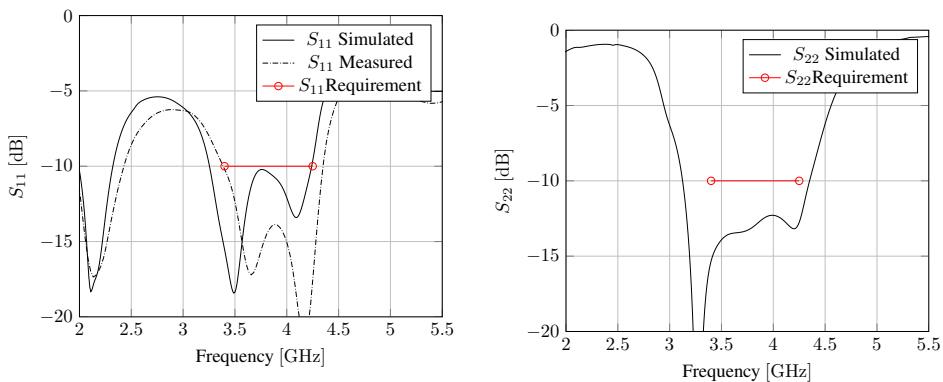 0
−5
−10
−15
−20
S11 [dB]
2 2.5 3 3.5 4 4.5 5 5.5
Frequency [GHz]
S11 Simulated
S11 Measured
S11Requirement
0
−5
−10
−15
−20
S22 [dB]
2 2.5 3 3.5 4 4.5 5 5.5
Frequency [GHz]
S22 Simulated
S22Requirement